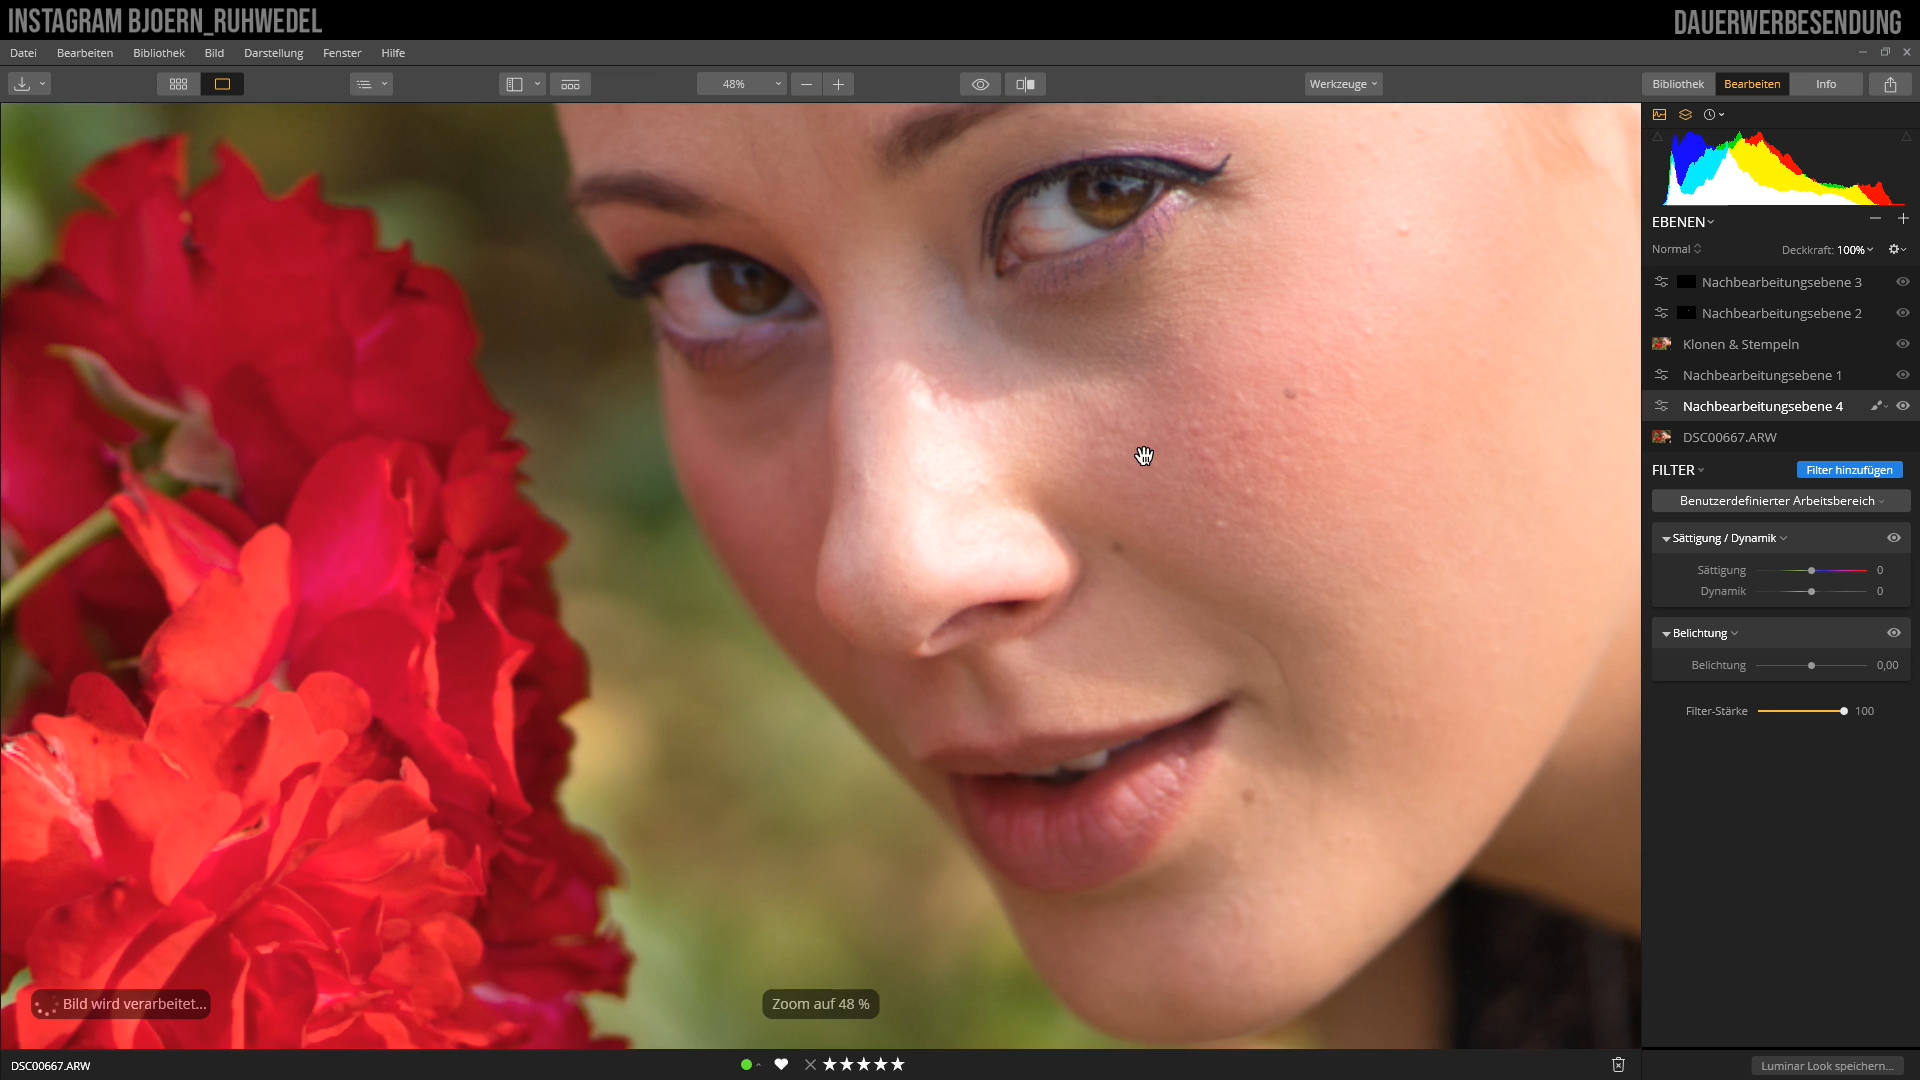 INSTAGRAM BJOERN_RUHWEDEL
DAUERWERBESENDUNG
Datei Bearbeiten Bibliothek Bild Darstellung Fenster Hilfe
48%
Werkzeuge
Bibliothek Bearbeiten Info
EBENEN
Normal Deckkraft: 100%
Nachbearbeitungsebene 3
Nachbearbeitungsebene 2
Klonen & Stempeln
Nachbearbeitungsebene 1
Nachbearbeitungsebene 4
DSC00667.ARW
FILTER Filter hinzufügen
Benutzerdefinierter Arbeitsbereich
Sättigung / Dynamik
Sättigung 0
Dynamik 0
Belichtung
Belichtung 0,00
Filter-Stärke 100
Bild wird verarbeitet...
Zoom auf 48 %
DSC00667.ARW
Luminar Look speichern...